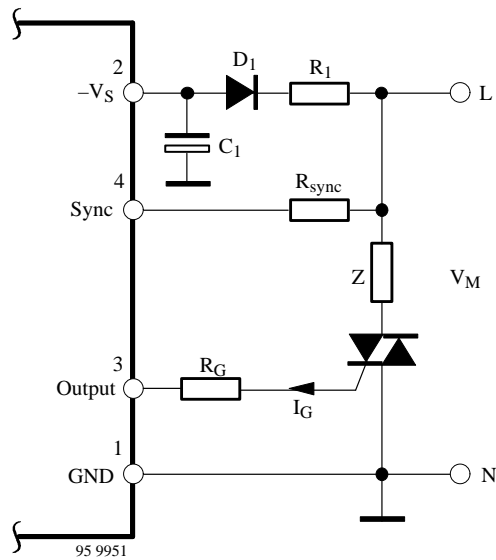 2
D1
R1
–VS
L
C1
4
Rsync
Sync
Z
VM
3
RG
Output
IG
1
GND
N
95 9951